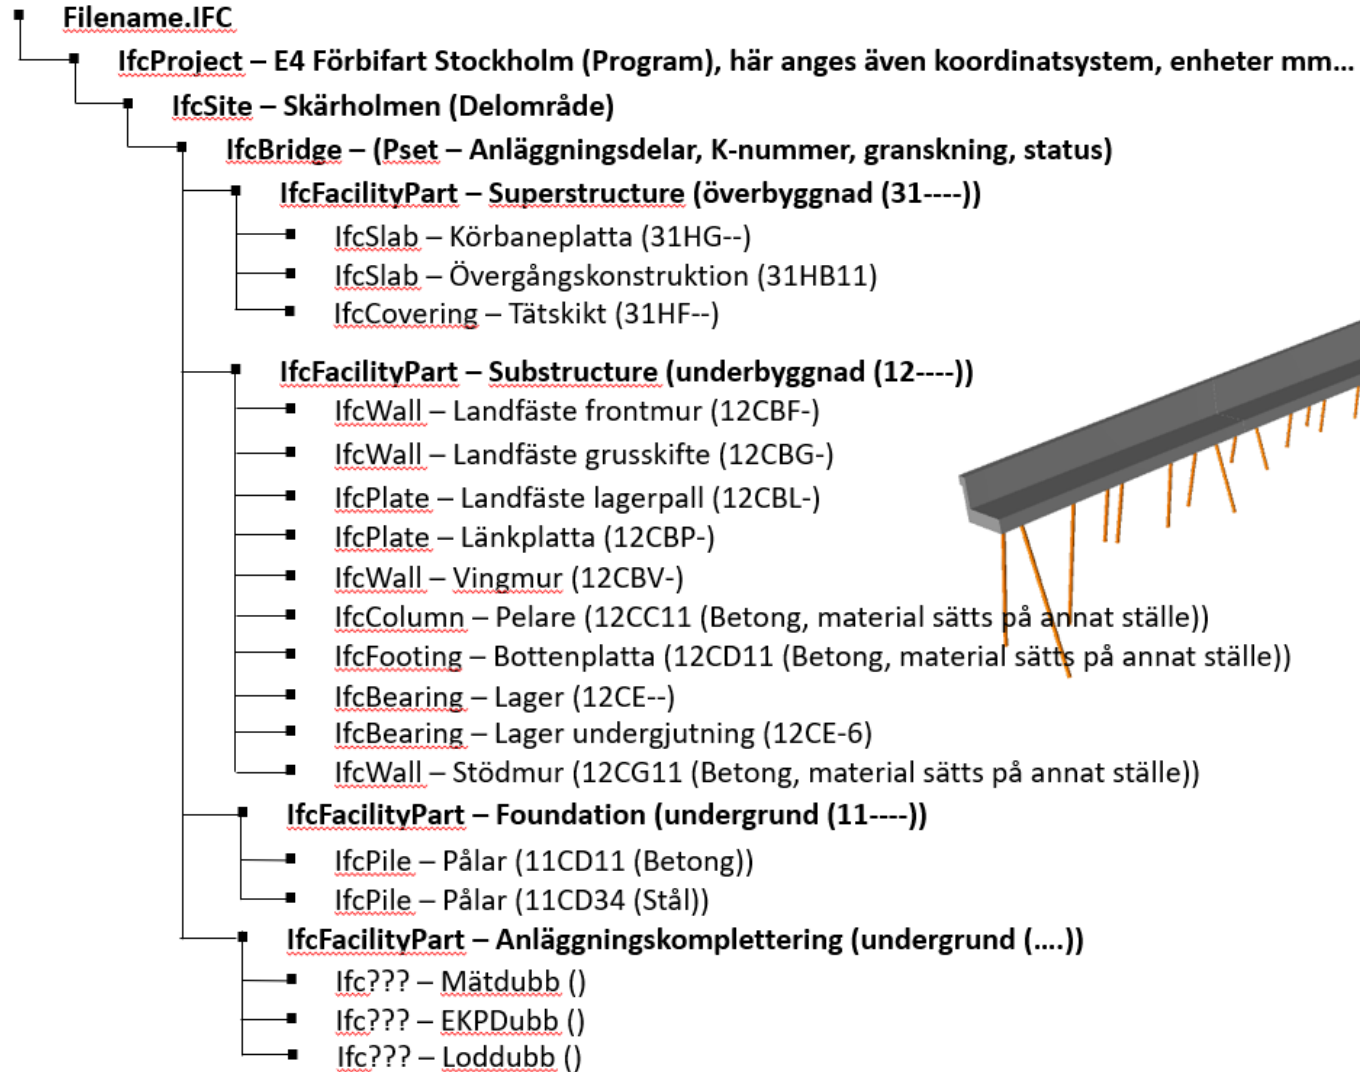 Filename.IFC
IfcProject – E4 Förbifart Stockholm (Program), här anges även koordinatsystem, enheter mm...
IfcSite – Skärholmen (Delområde)
IfcBridge – (Pset – Anläggningsdelar, K-nummer, granskning, status)
IfcFacilityPart – Superstructure (överbyggnad (31----))
IfcSlab – Körbaneplatta (31HG--)
IfcSlab – Övergångskonstruktion (31HB11)
IfcCovering – Tätskikt (31HF--)
IfcFacilityPart – Substructure (underbyggnad (12----))
IfcWall – Landfäste frontmur (12CBF-)
IfcWall – Landfäste grusskifte (12CBG-)
IfcPlate – Landfäste lagerpall (12CBL-)
IfcPlate – Länkplatta (12CBP-)
IfcWall – Vingmur (12CBV-)
IfcColumn – Pelare (12CC11 (Betong, material sätts på annat ställe))
IfcFooting – Bottenplatta (12CD11 (Betong, material sätts på annat ställe))
IfcBearing – Lager (12CE--)
IfcBearing – Lager undergjutning (12CE-6)
IfcWall – Stödmur (12CG11 (Betong, material sätts på annat ställe))
IfcFacilityPart – Foundation (undergrund (11----))
IfcPile – Pålar (11CD11 (Betong))
IfcPile – Pålar (11CD34 (Stål))
IfcFacilityPart – Anläggningskomplettering (undergrund (....))
Ifc??? – Mätdubb ()
Ifc??? – EKPDubb ()
Ifc??? – Loddubb ()